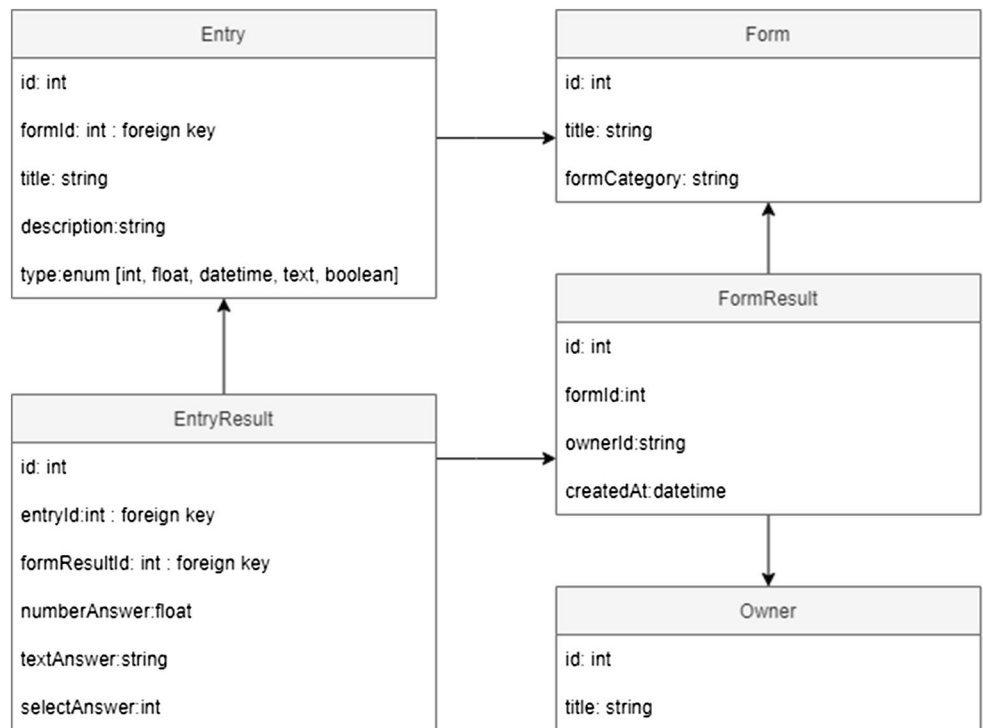 Entry
id: int
formId: int : foreign key
title: string
description:string
type:enum [int, float, datetime, text, boolean]
Form
id: int
title: string
formCategory: string
FormResult
id: int
formId:int
ownerId:string
createdAt:datetime
EntryResult
id: int
entryId:int : foreign key
formResultId: int : foreign key
numberAnswer:float
textAnswer:string
selectAnswer:int
Owner
id: int
title: string